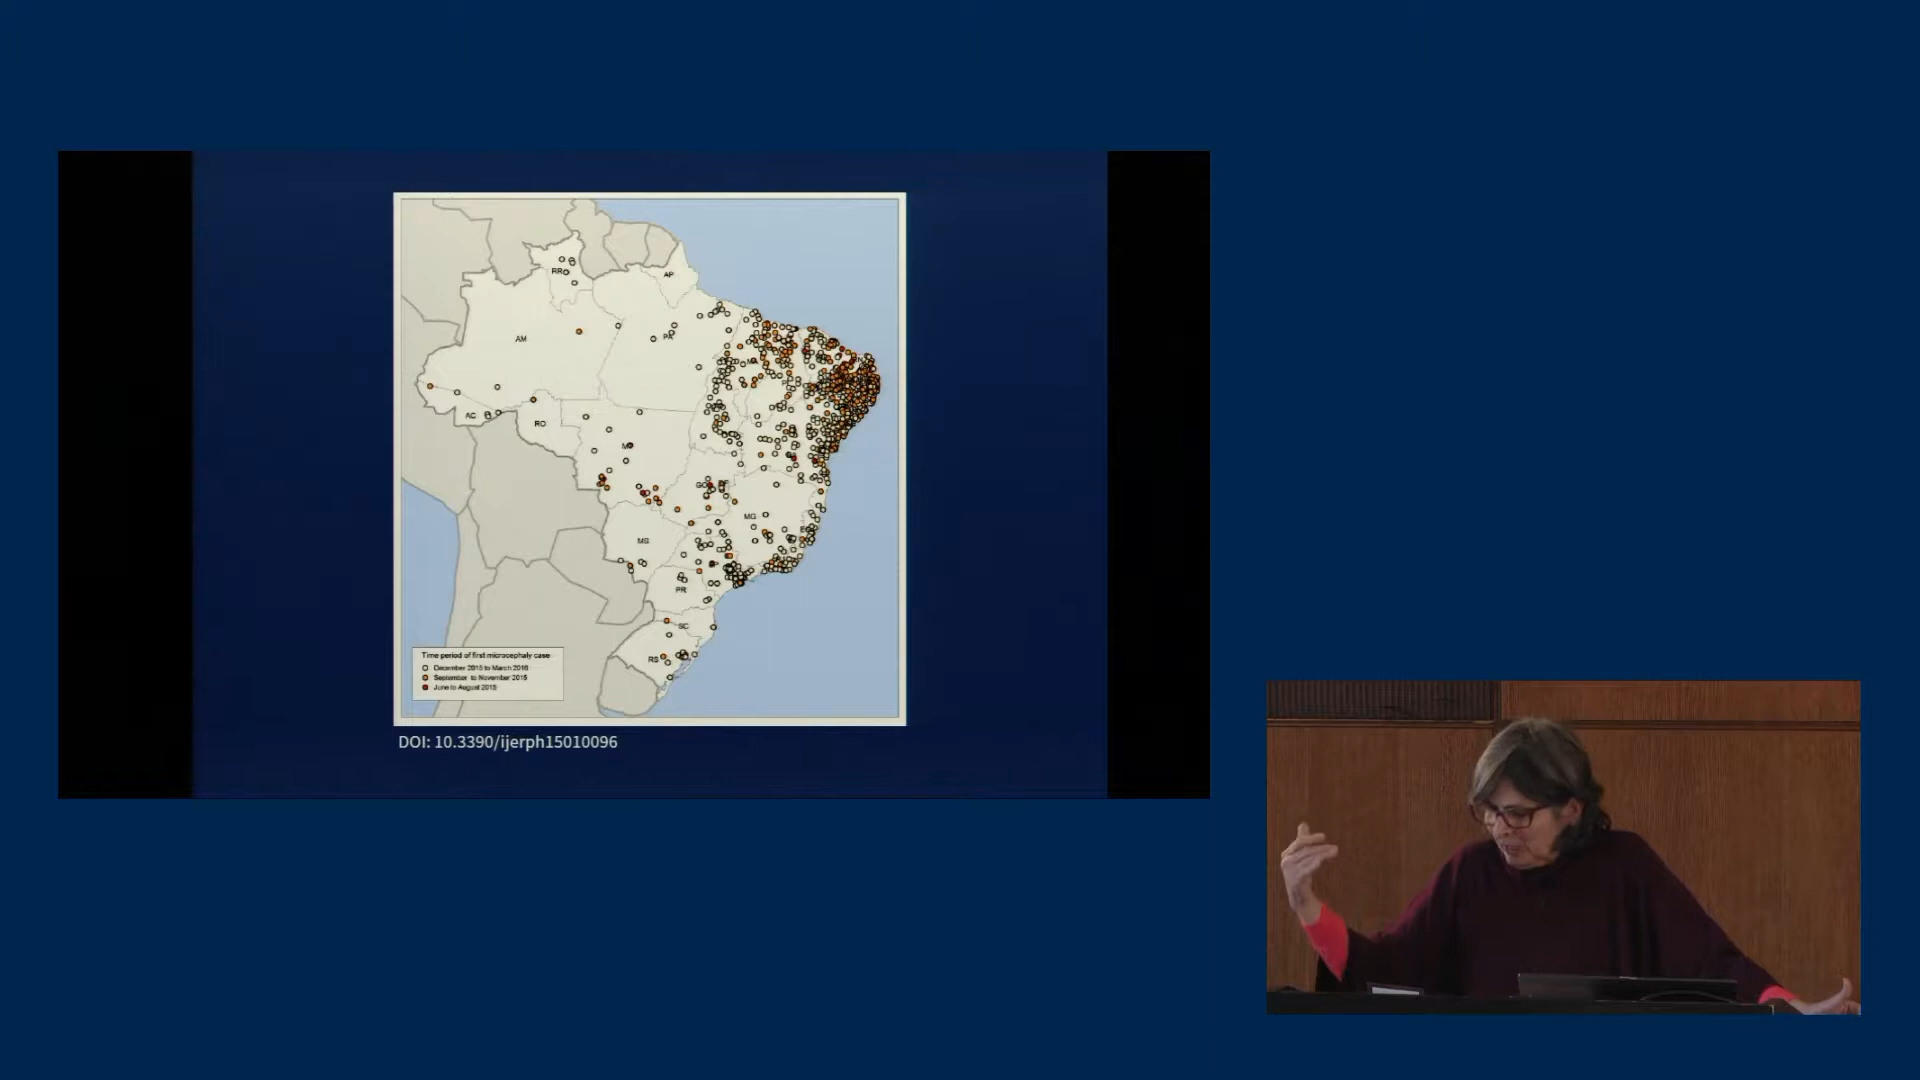 RR
AP
AM
PA
AC
RO
GO
MG
MS
PR
SC
RS
Time period of first microcephaly case
December 2015 to March 2016
September to November 2015
June to August 2015
DOI: 10.3390/ijerph15010096